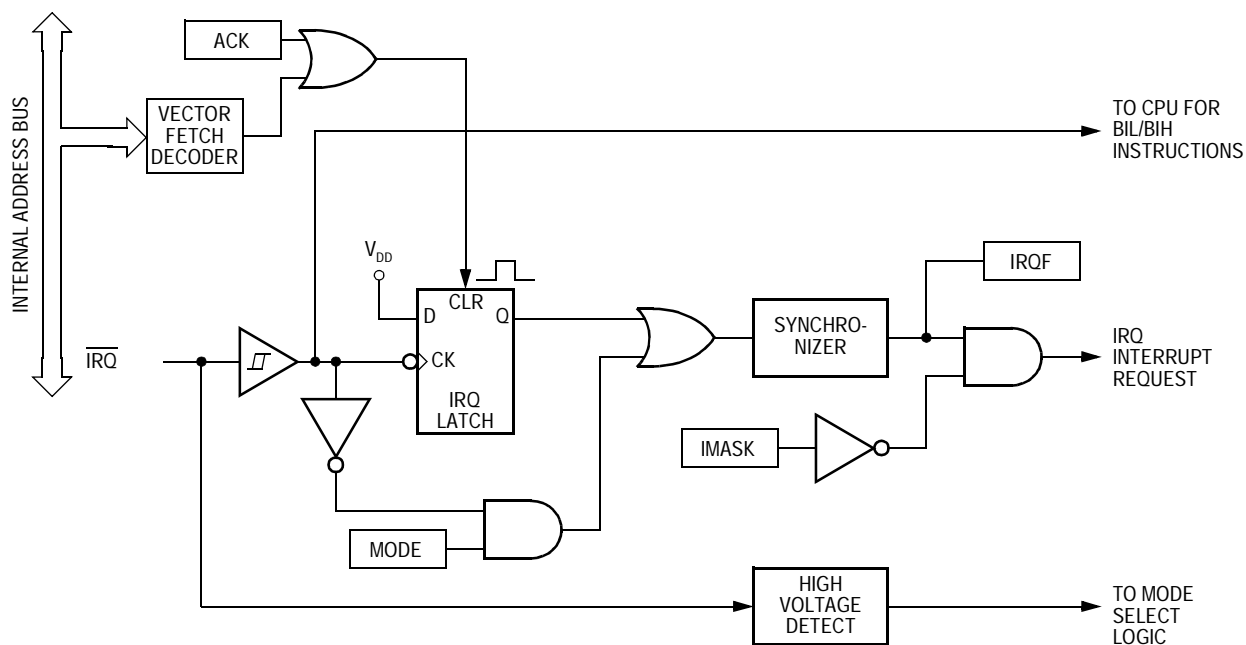 ACK
INTERNAL ADDRESS BUS
VECTOR
FETCH
DECODER
TO CPU FOR
BIL/BIH
INSTRUCTIONS
VDD
CLR
D
Q
CK
IRQ
LATCH
IRQ
SYNCHRO-
NIZER
IRQF
IRQ
INTERRUPT
REQUEST
IMASK
MODE
HIGH
VOLTAGE
DETECT
TO MODE
SELECT
LOGIC